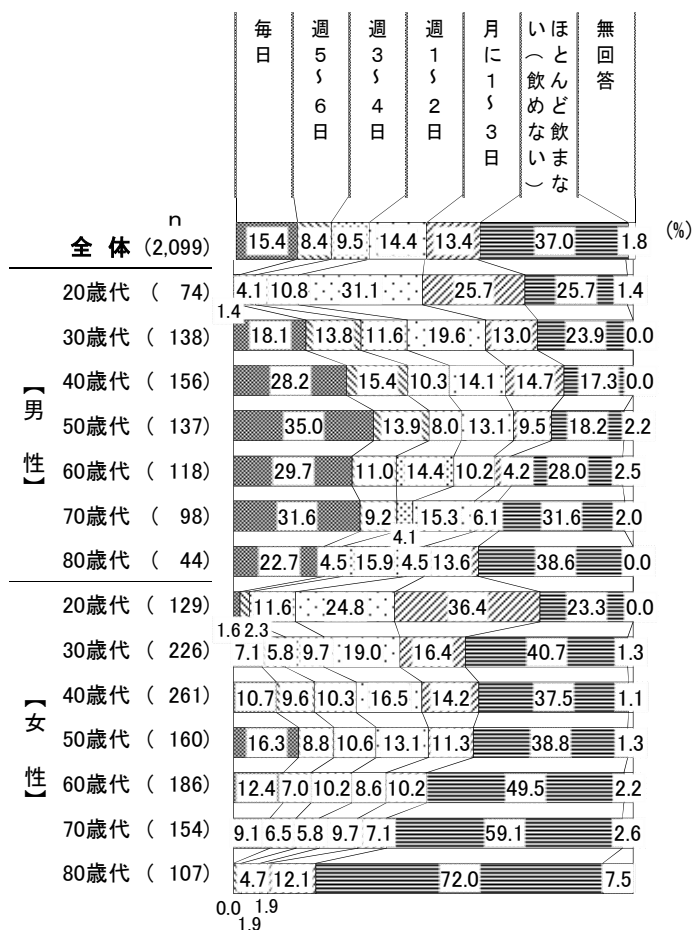 毎日
週5~6日
週3~4日
週1~2日
月に1~3日
ほとんど飲まない(飲めない)
無回答
n
(%)
全 体 (2,099) 15.4 8.4 9.5 14.4 13.4 37.0 1.8
【男性】
20歳代 ( 74) 1.4 4.1 10.8 31.1 25.7 25.7 1.4
30歳代 ( 138) 18.1 13.8 11.6 19.6 13.0 23.9 0.0
40歳代 ( 156) 28.2 15.4 10.3 14.1 14.7 17.3 0.0
50歳代 ( 137) 35.0 13.9 8.0 13.1 9.5 18.2 2.2
60歳代 ( 118) 29.7 11.0 14.4 10.2 4.2 28.0 2.5
70歳代 ( 98) 31.6 9.2 4.1 15.3 6.1 31.6 2.0
80歳代 ( 44) 22.7 4.5 15.9 4.5 13.6 38.6 0.0
【女性】
20歳代 ( 129) 1.6 2.3 11.6 24.8 36.4 23.3 0.0
30歳代 ( 226) 7.1 5.8 9.7 19.0 16.4 40.7 1.3
40歳代 ( 261) 10.7 9.6 10.3 16.5 14.2 37.5 1.1
50歳代 ( 160) 16.3 8.8 10.6 13.1 11.3 38.8 1.3
60歳代 ( 186) 12.4 7.0 10.2 8.6 10.2 49.5 2.2
70歳代 ( 154) 9.1 6.5 5.8 9.7 7.1 59.1 2.6
80歳代 ( 107) 0.0 1.9 1.9 4.7 12.1 72.0 7.5